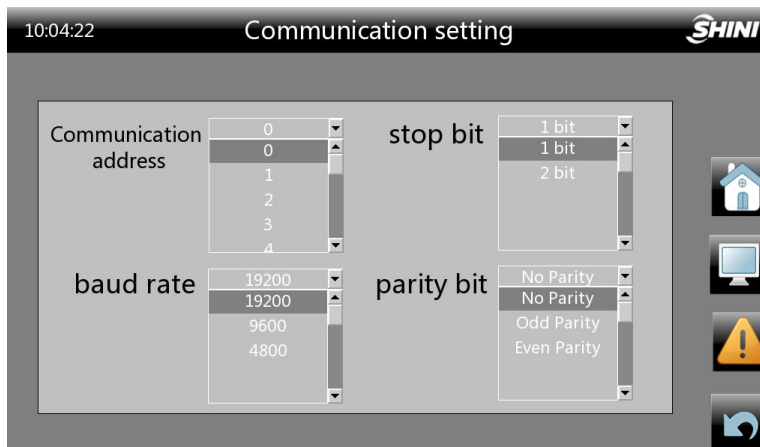 10:04:22
Communication setting
SHINI
Communication
address
0
0
1
2
3
4
stop bit
1 bit
1 bit
2 bit
baud rate
19200
19200
9600
4800
parity bit
No Parity
No Parity
Odd Parity
Even Parity